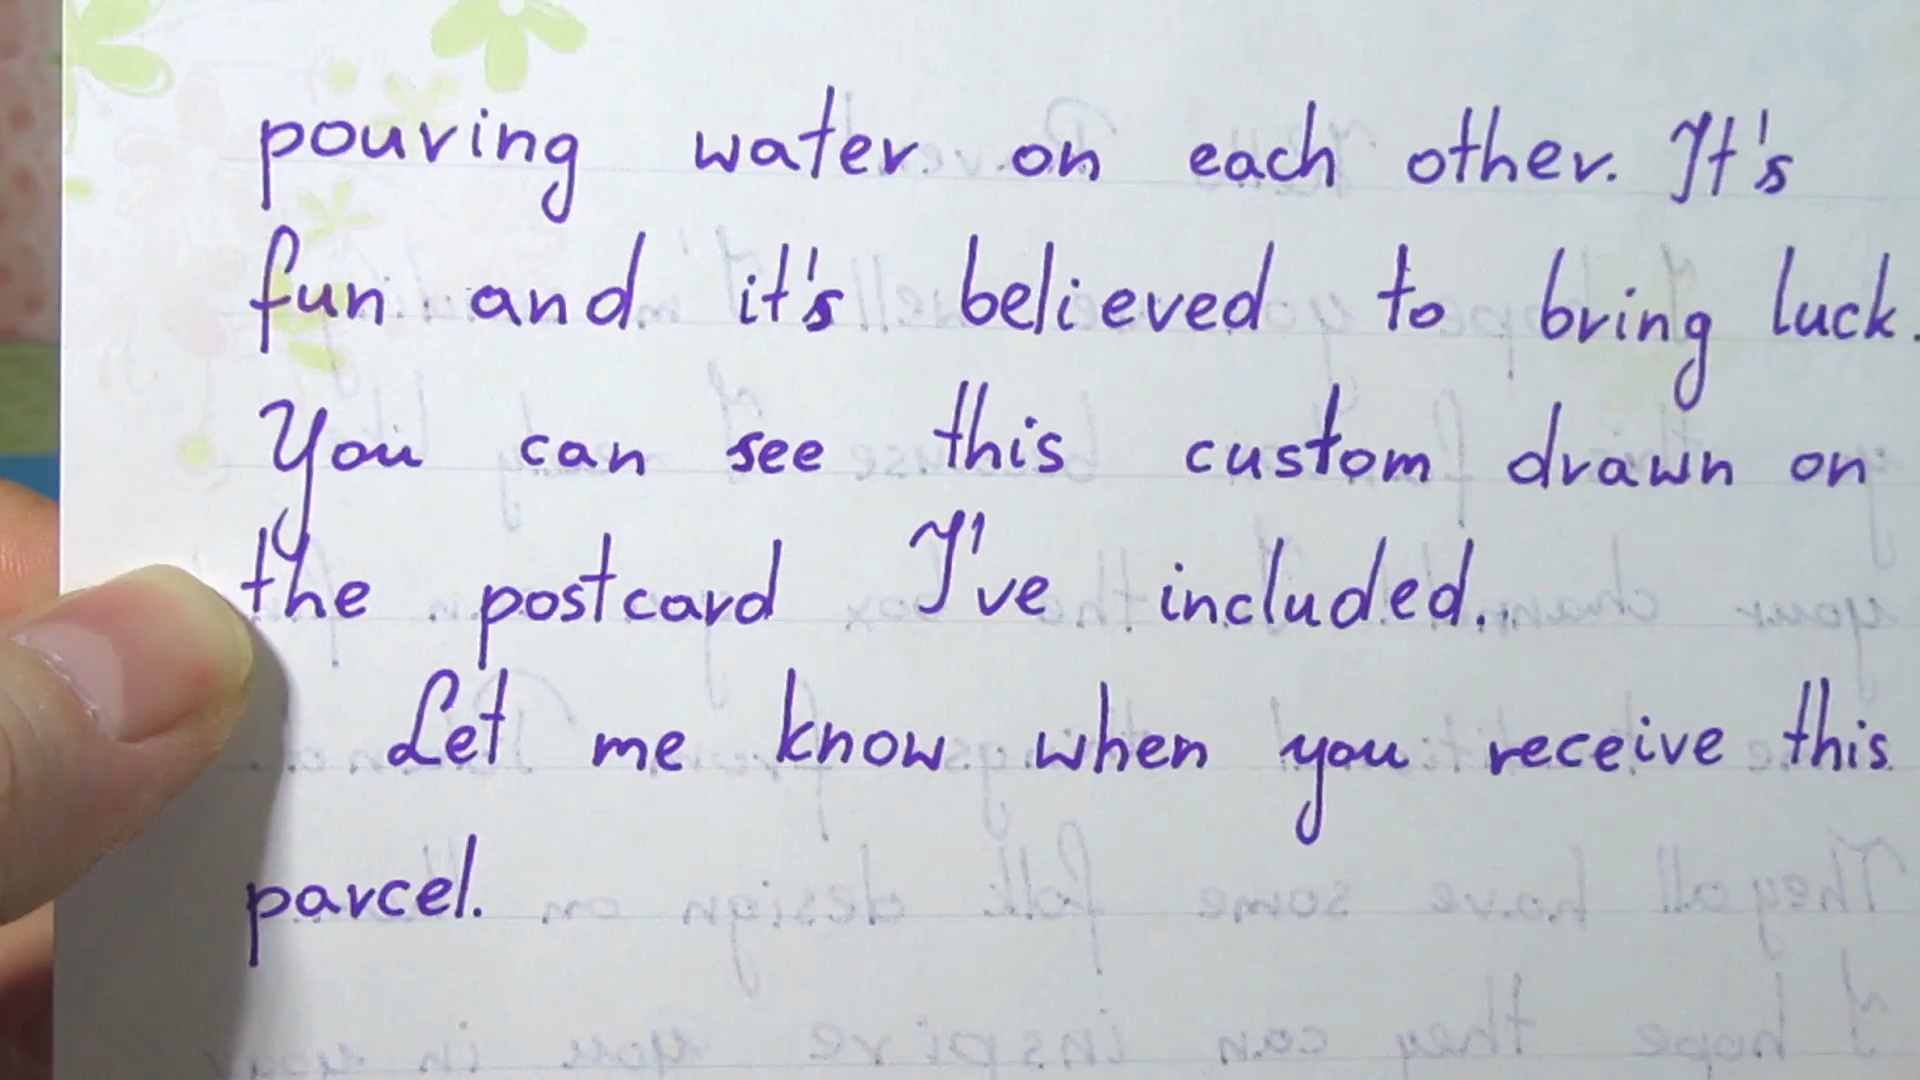 pouring water on each other. It's
fun and it's believed to bring luck.
You can see this custom drawn on
the postcard I've included.
Let me know when you receive this
parcel.